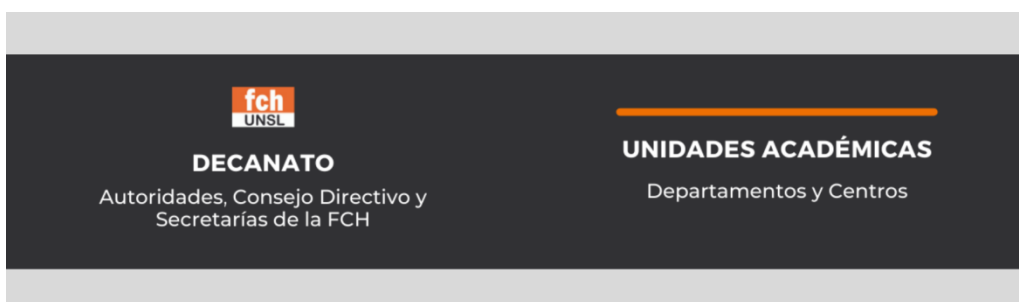 fch
UNSL
DECANATO
Autoridades, Consejo Directivo y
Secretarías de la FCH
UNIDADES ACADÉMICAS
Departamentos y Centros